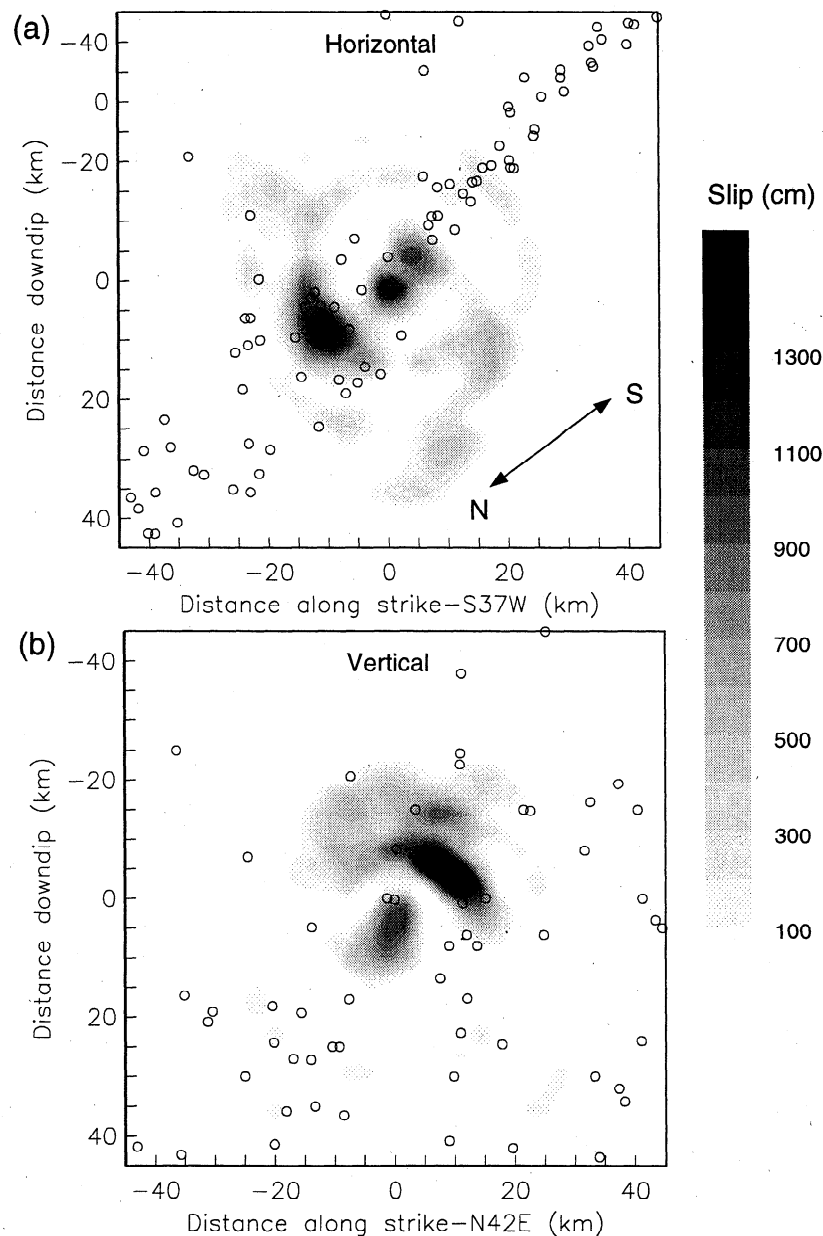 (a)
Horizontal
Distance downdip (km)
−40
0
−20
0
20
40
−40 −20 0 20 40
Distance along strike−S37W (km)
S
N
Slip (cm)
1300
1100
900
700
500
300
100
(b)
Vertical
Distance downdip (km)
−40
−20
0
20
40
−40 −20 0 20 40
Distance along strike−N42E (km)